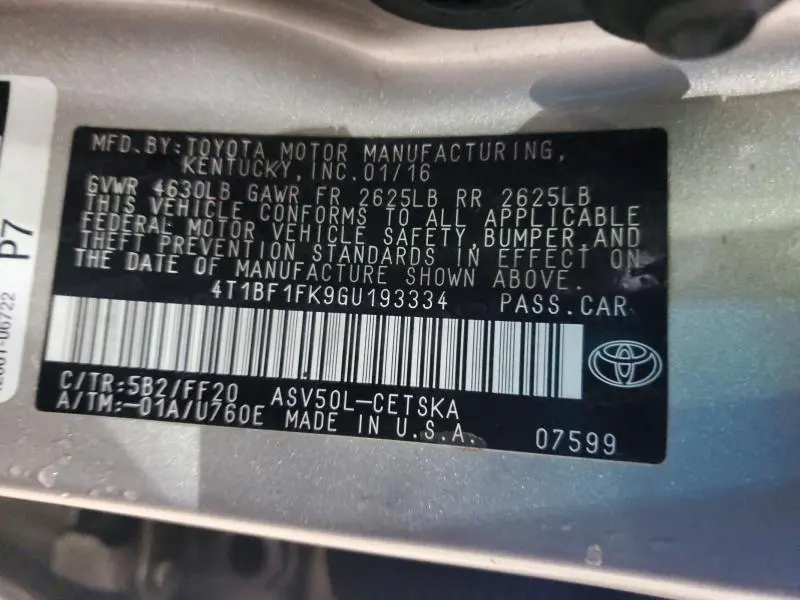 MFD.BY:TOYOTA MOTOR MANUFACTURING,
KENTUCKY, INC.01/16
GVWR 4630LB GAWR FR 2625LB RR 2625LB
THIS VEHICLE CONFORMS TO ALL APPLICABLE
FEDERAL MOTOR VEHICLE SAFETY,BUMPER,AND
THEFT PREVENTION STANDARDS IN EFFECT ON
THE DATE OF MANUFACTURE SHOWN ABOVE.
4T1BF1FK9GU193334 PASS.CAR
C/TR:5B2/FF20 ASV50L-CETSKA
A/TM:-01A/U760E MADE IN U.S.A. 07599
P7